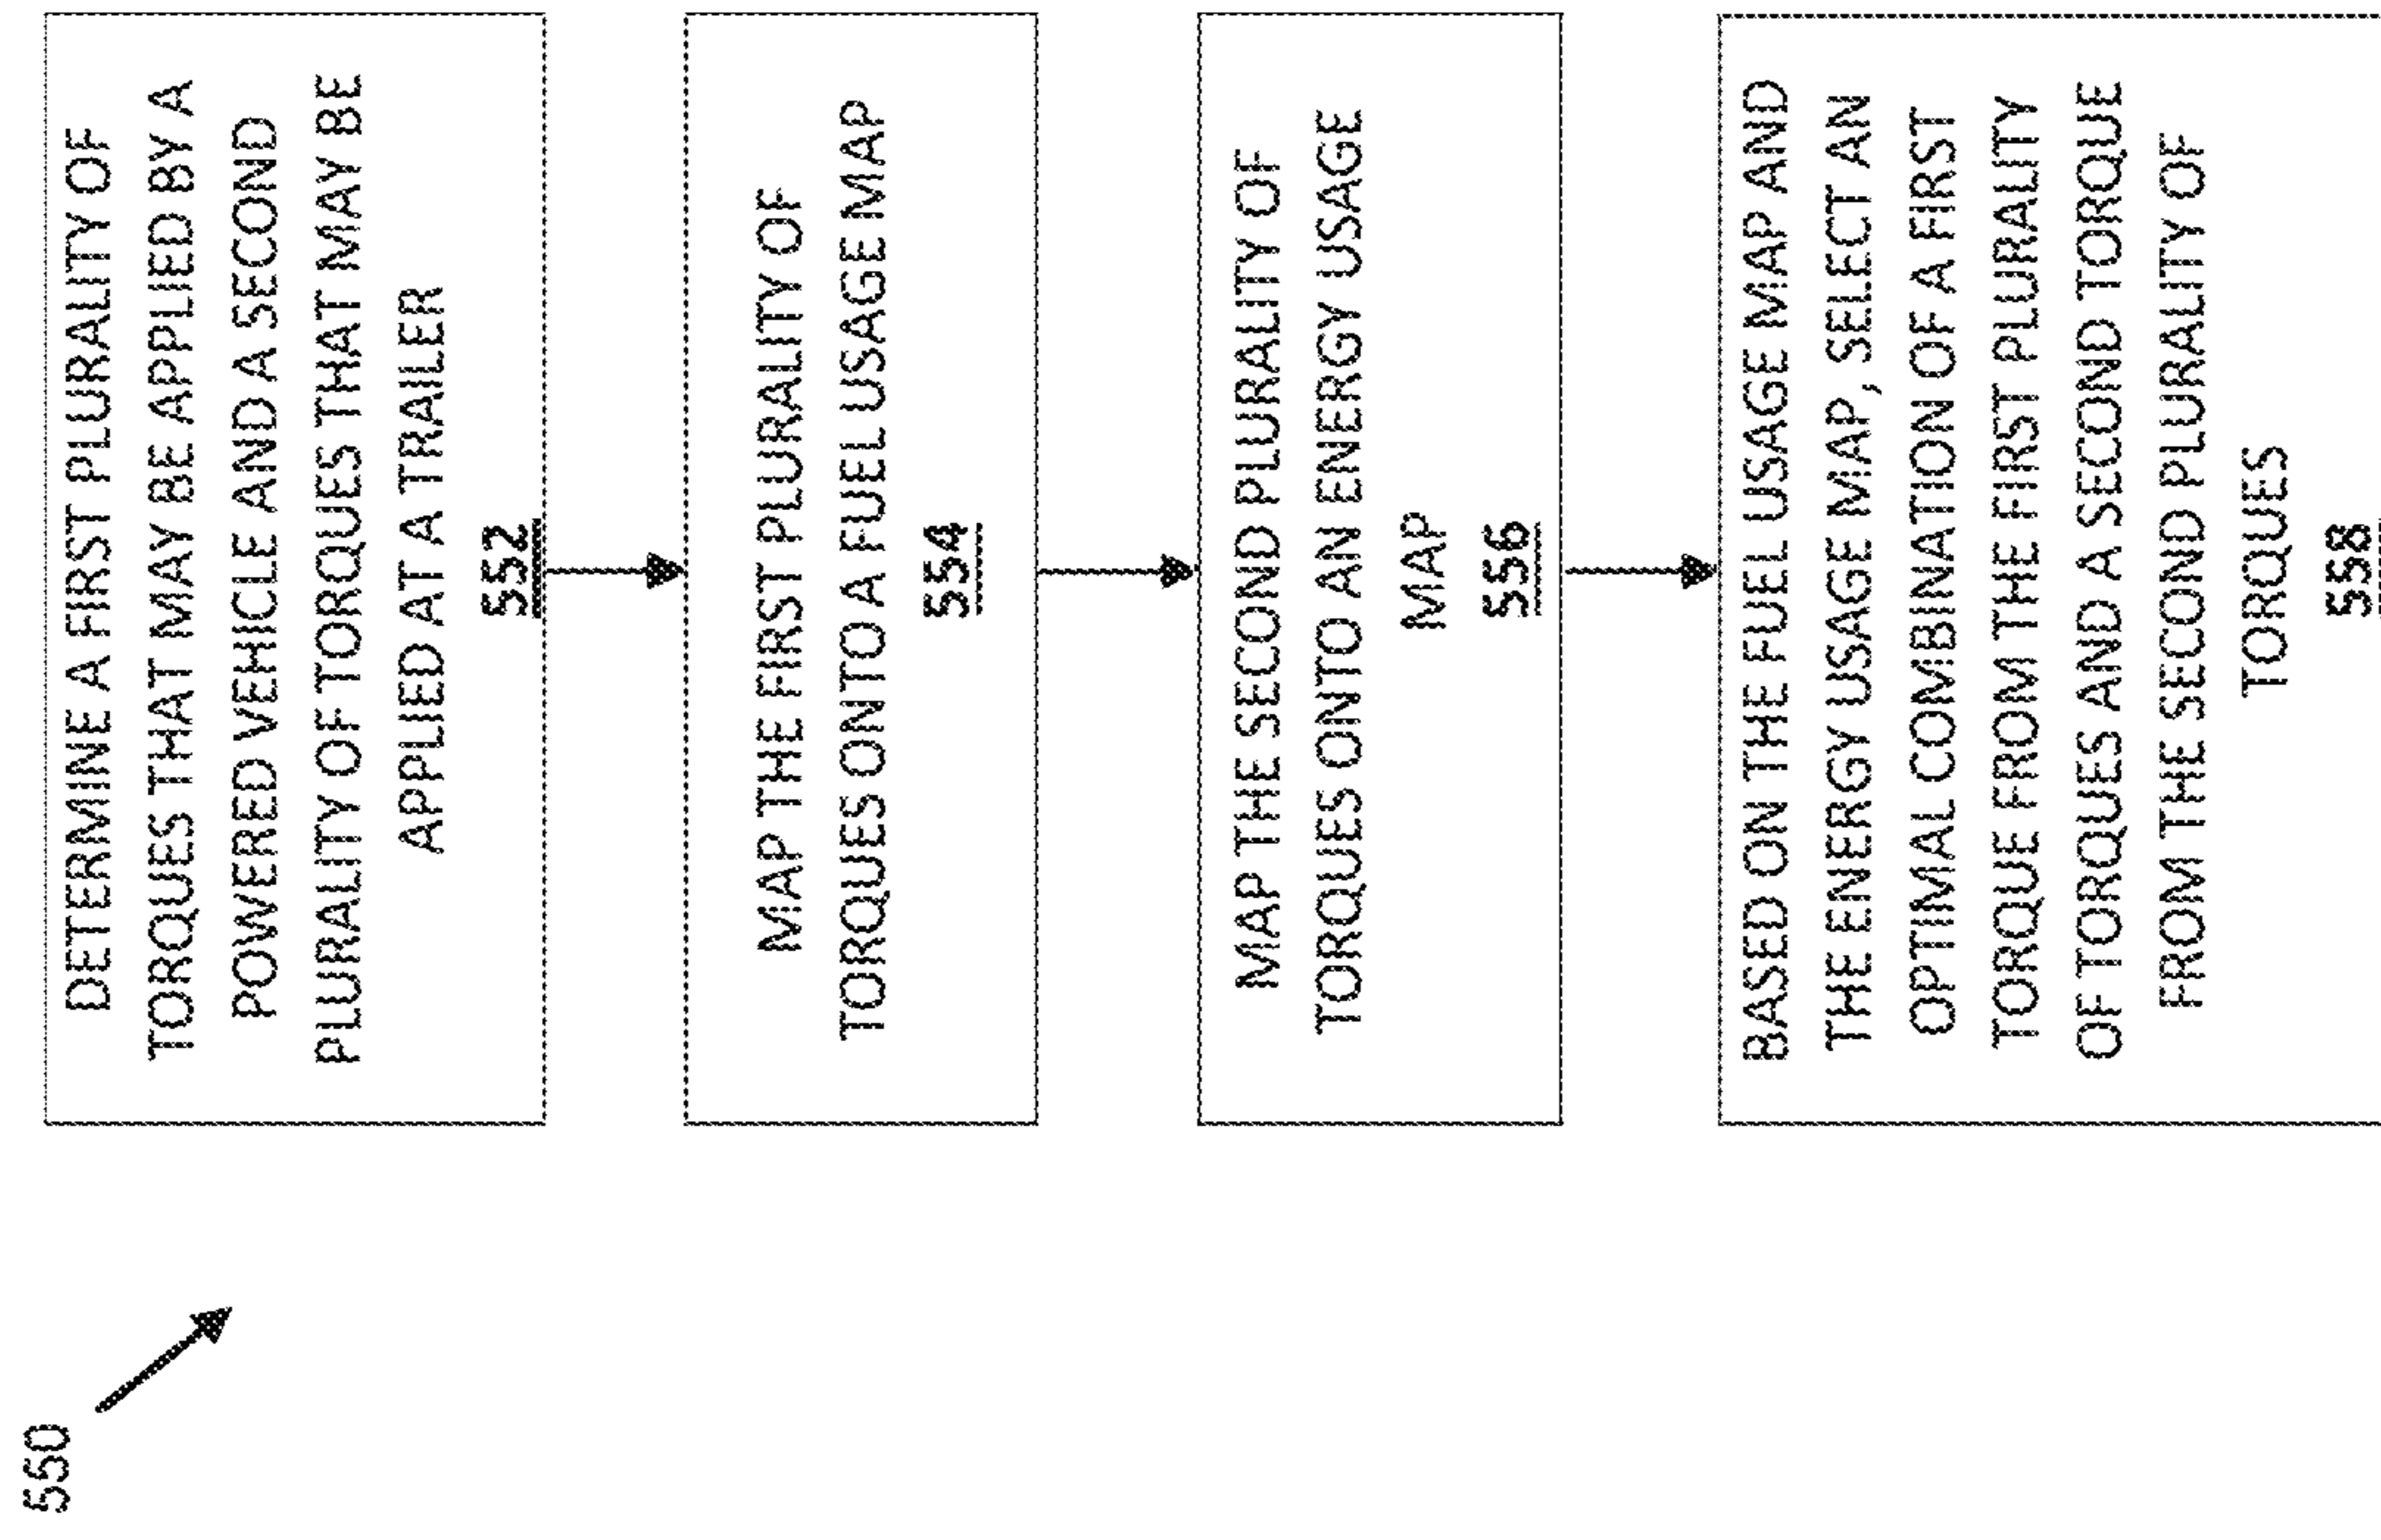 550
DETERMINE A FIRST PLURALITY OF
TORQUES THAT MAY BE APPLIED BY A
POWERED VEHICLE AND A SECOND
PLURALITY OF TORQUES THAT MAY BE
APPLIED AT A TRAILER
552
MAP THE FIRST PLURALITY OF
TORQUES ONTO A FUEL USAGE MAP
554
MAP THE SECOND PLURALITY OF
TORQUES ONTO AN ENERGY USAGE
MAP
556
BASED ON THE FUEL USAGE MAP AND
THE ENERGY USAGE MAP, SELECT AN
OPTIMAL COMBINATION OF A FIRST
TORQUE FROM THE FIRST PLURALITY
OF TORQUES AND A SECOND TORQUE
FROM THE SECOND PLURALITY OF
TORQUES
558